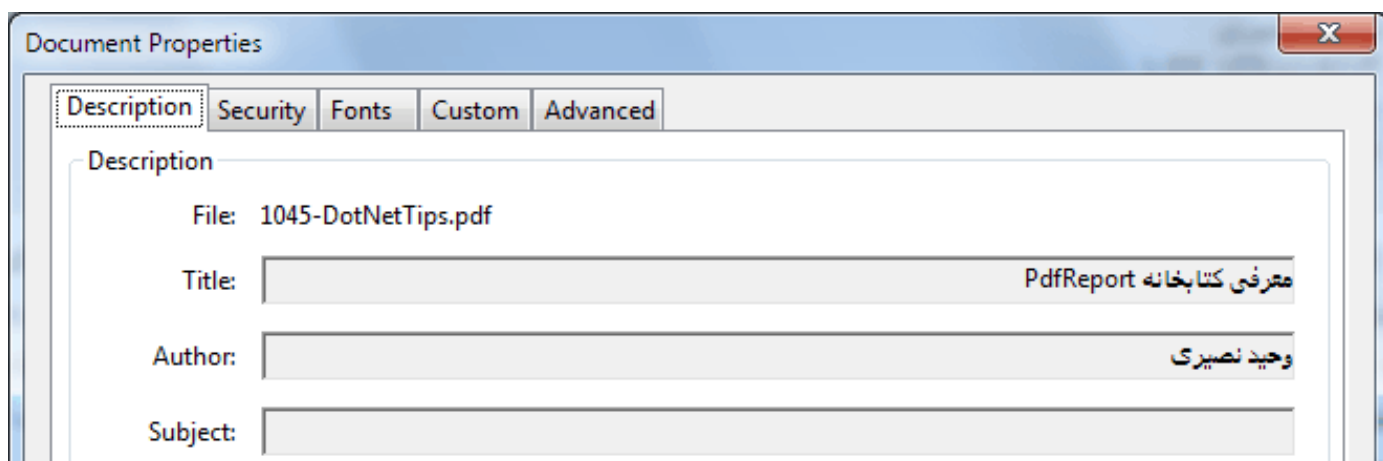 Document Properties
Description Security Fonts Custom Advanced
Description
File: 1045-DotNetTips.pdf
Title: معرفی کتابخانه PdfReport
Author: وحید نصیری
Subject: